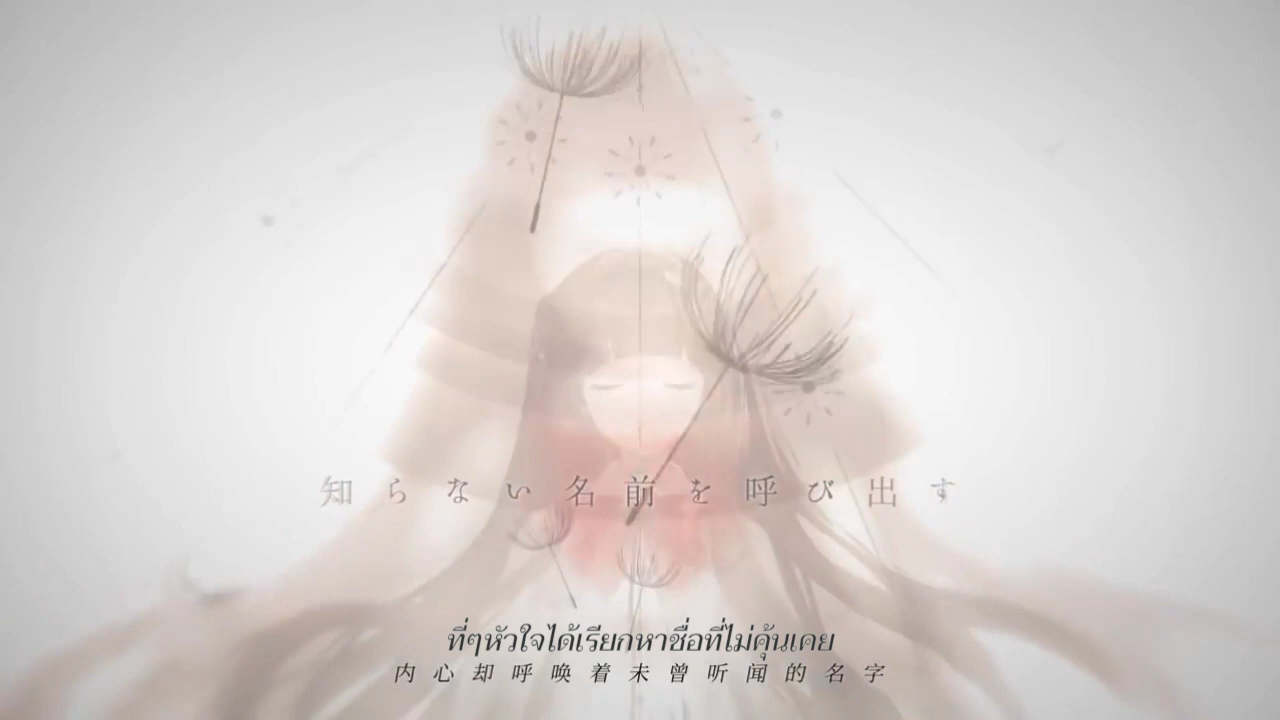 知らない名前を呼び出す
ที่ๆหัวใจได้เรียกหาชื่อที่ไม่คุ้นเคย
内心却呼唤着未曾听闻的名字